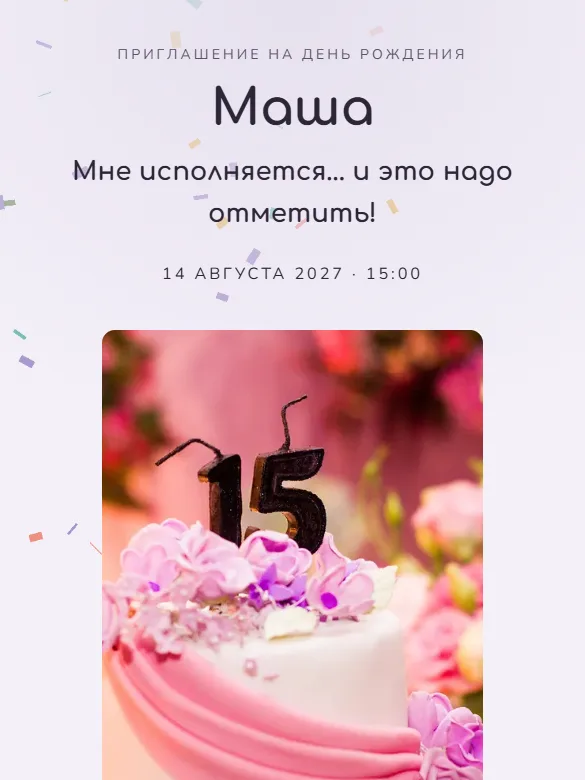 ПРИГЛАШЕНИЕ НА ДЕНЬ РОЖДЕНИЯ
Маша
Мне исполняется... и это надо
отметить!
14 АВГУСТА 2027 · 15:00
15